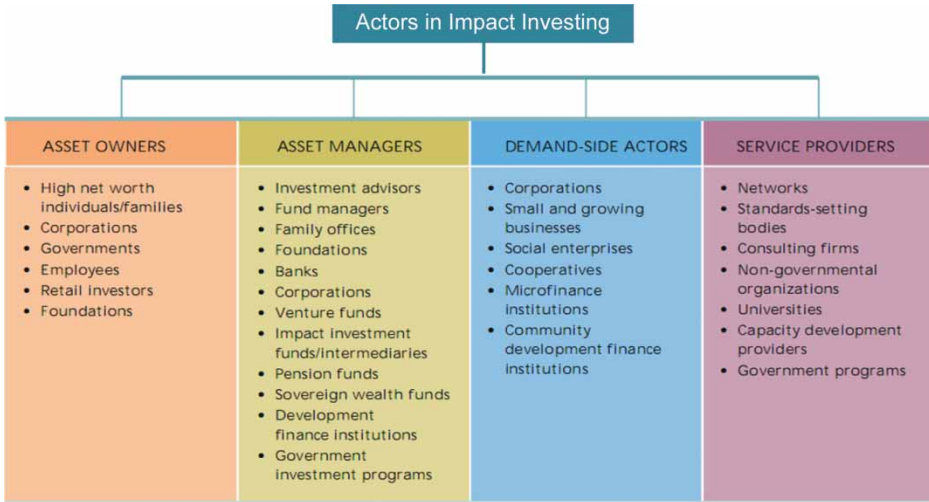 Actors in Impact Investing
ASSET OWNERS
• High net worth
individuals/families
• Corporations
• Governments
• Employees
• Retail investors
• Foundations
ASSET MANAGERS
• Investment advisors
• Fund managers
• Family offices
• Foundations
• Banks
• Corporations
• Venture funds
• Impact investment
funds/intermediaries
• Pension funds
• Sovereign wealth funds
• Development
finance institutions
• Government
investment programs
DEMAND-SIDE ACTORS
• Corporations
• Small and growing
businesses
• Social enterprises
• Cooperatives
• Microfinance
institutions
• Community
development finance
institutions
SERVICE PROVIDERS
• Networks
• Standards-setting
bodies
• Consulting firms
• Non-governmental
organizations
• Universities
• Capacity development
providers
• Government programs